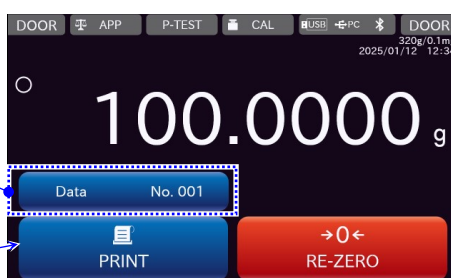 DOOR APP P-TEST CAL USB PC DOOR
320g/0.1m
2025/01/12 12:34
100.0000 g
Data No. 001
PRINT →0←
RE-ZERO